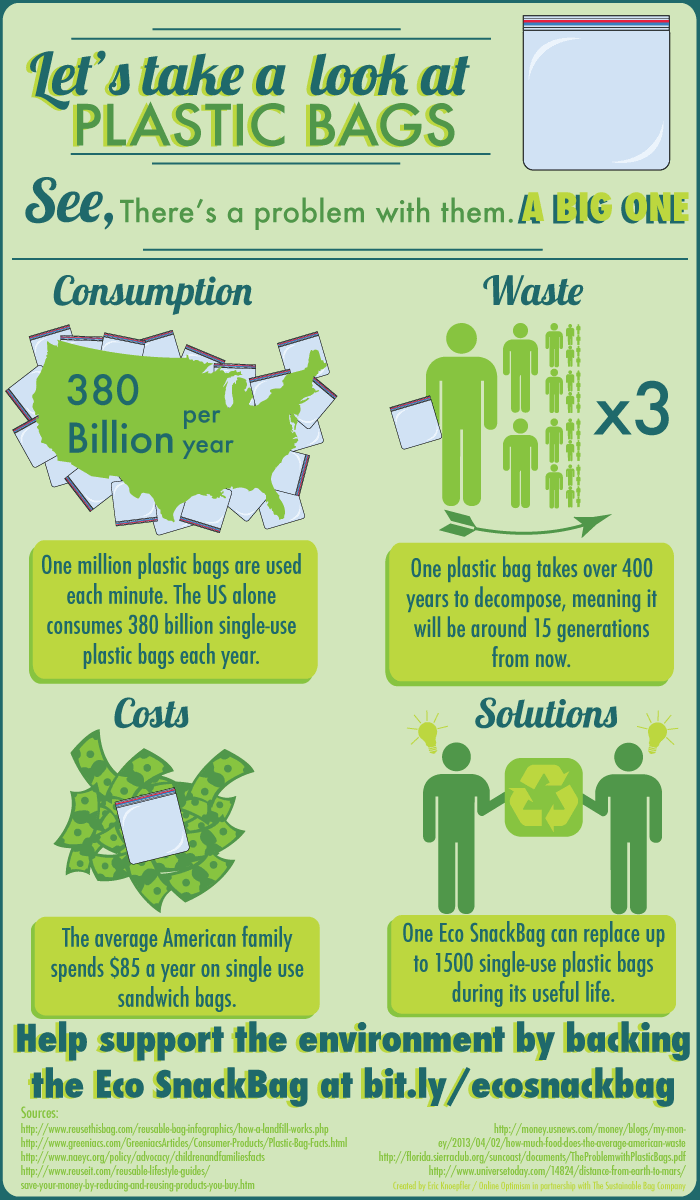 Let's take a look at
PLASTIC BAGS
See, There's a problem with them. A BIG ONE
Consumption
380
Billion per
year
One million plastic bags are used
each minute. The US alone
consumes 380 billion single-use
plastic bags each year.
Waste
x3
One plastic bag takes over 400
years to decompose, meaning it
will be around 15 generations
from now.
Costs
The average American family
spends $85 a year on single use
sandwich bags.
Solutions
One Eco SnackBag can replace up
to 1500 single-use plastic bags
during its useful life.
Help support the environment by backing
the Eco SnackBag at bit.ly/ecosnackbag
Sources:
http://www.reusethisbag.com/reusable-bag-infographics/how-a-landfill-works.php
http://www.greeniacs.com/GreeniacsArticles/Consumer-Products/Plastic-Bag-Facts.html
http://www.naeyc.org/policy/advocacy/childrenandfamiliesfacts
http://www.reuseit.com/reusable-lifestyle-guides/
save-your-money-by-reducing-and-reusing-products-you-buy.htm
http://money.usnews.com/money/blogs/my-mon-
ey/2013/04/02/how-much-food-does-the-average-american-waste
http://florida.sierraclub.org/suncoast/documents/TheProblemwithPlasticBags.pdf
http://www.universetoday.com/14824/distance-from-earth-to-mars/
Created by Eric Knoepfler / Online Optimism in partnership with The Sustainable Bag Company